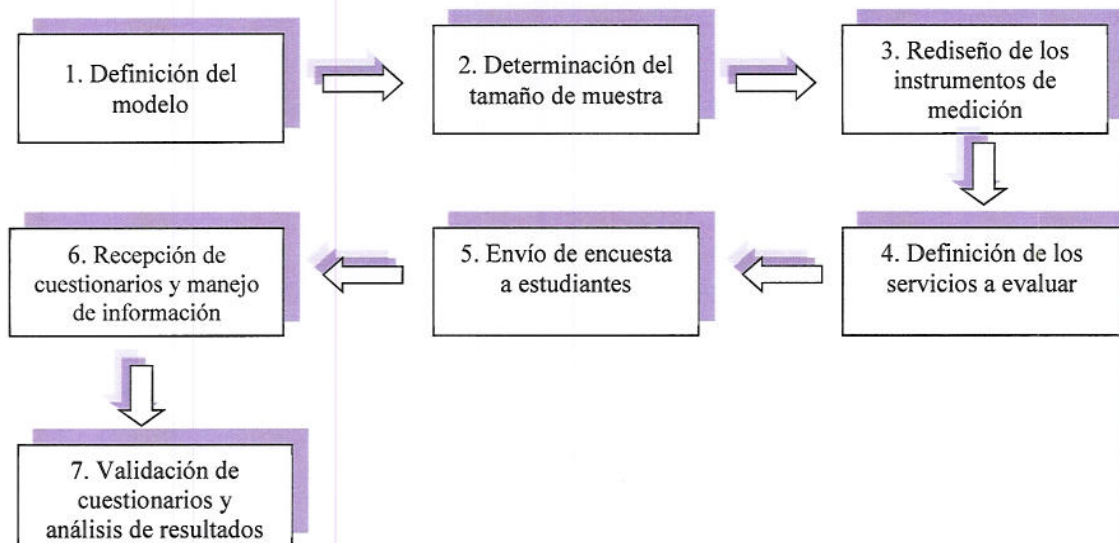 1. Definición del
modelo
2. Determinación del
tamaño de muestra
3. Rediseño de los
instrumentos de
medición
4. Definición de los
servicios a evaluar
5. Envío de encuesta
a estudiantes
6. Recepción de
cuestionarios y manejo
de información
7. Validación de
cuestionarios y
análisis de resultados